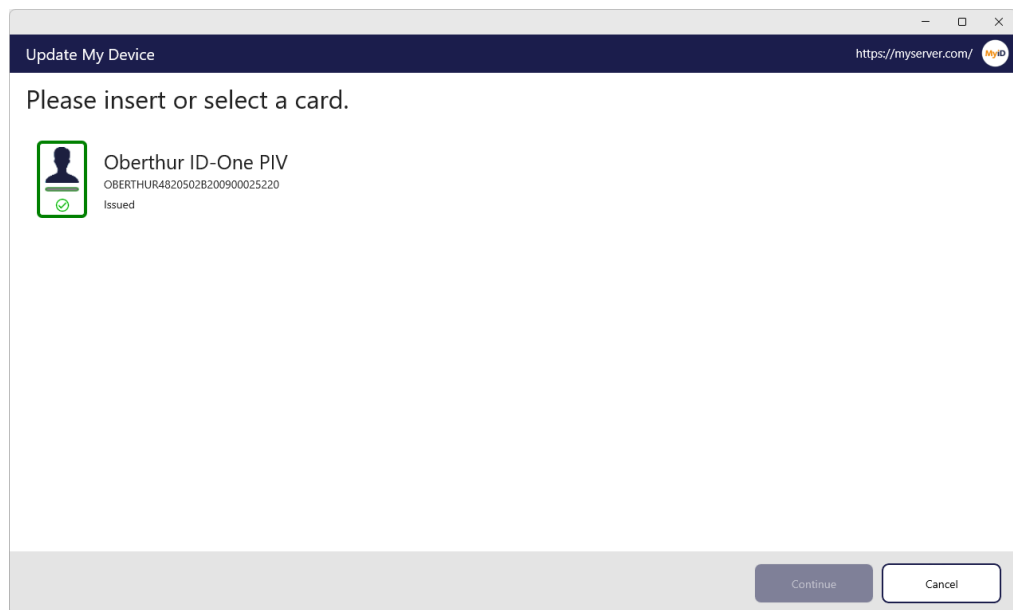 Update My Device
https://myserver.com/
MyID
Please insert or select a card.
Oberthur ID-One PIV
OBERTHUR4820502B200900025220
Issued
Continue
Cancel